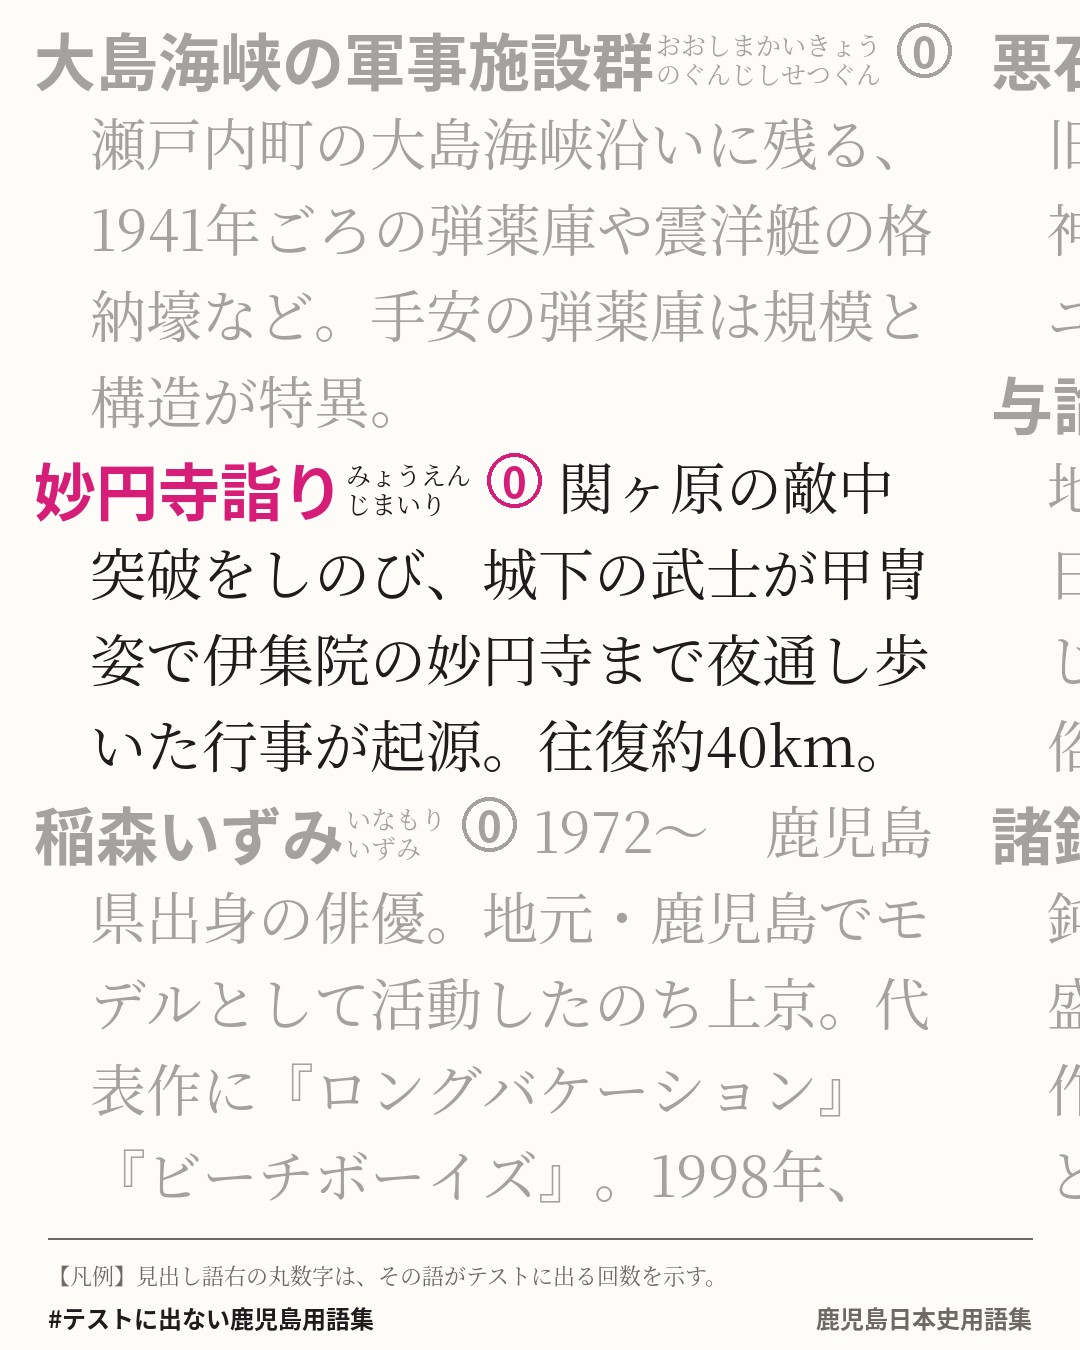 大島海峡の軍事施設群 おおしまかいきょう のぐんじしせつぐん ⓪
瀬戸内町の大島海峡沿いに残る、
1941年ごろの弾薬庫や震洋艇の格
納壕など。手安の弾薬庫は規模と
構造が特異。
妙円寺詣り みょうえん じまいり ⓪ 関ヶ原の敵中
突破をしのび、城下の武士が甲冑
姿で伊集院の妙円寺まで夜通し歩
いた行事が起源。往復約40km。
稲森いずみ いなもり いずみ ⓪ 1972〜 鹿児島
県出身の俳優。地元・鹿児島でモ
デルとして活動したのち上京。代
表作に『ロングバケーション』
『ビーチボーイズ』。1998年、
悪
神
ニ
与
地
日
じ
俗
諸
盛
作
と
【凡例】見出し語右の丸数字は、その語がテストに出る回数を示す。
#テストに出ない鹿児島用語集
鹿児島日本史用語集